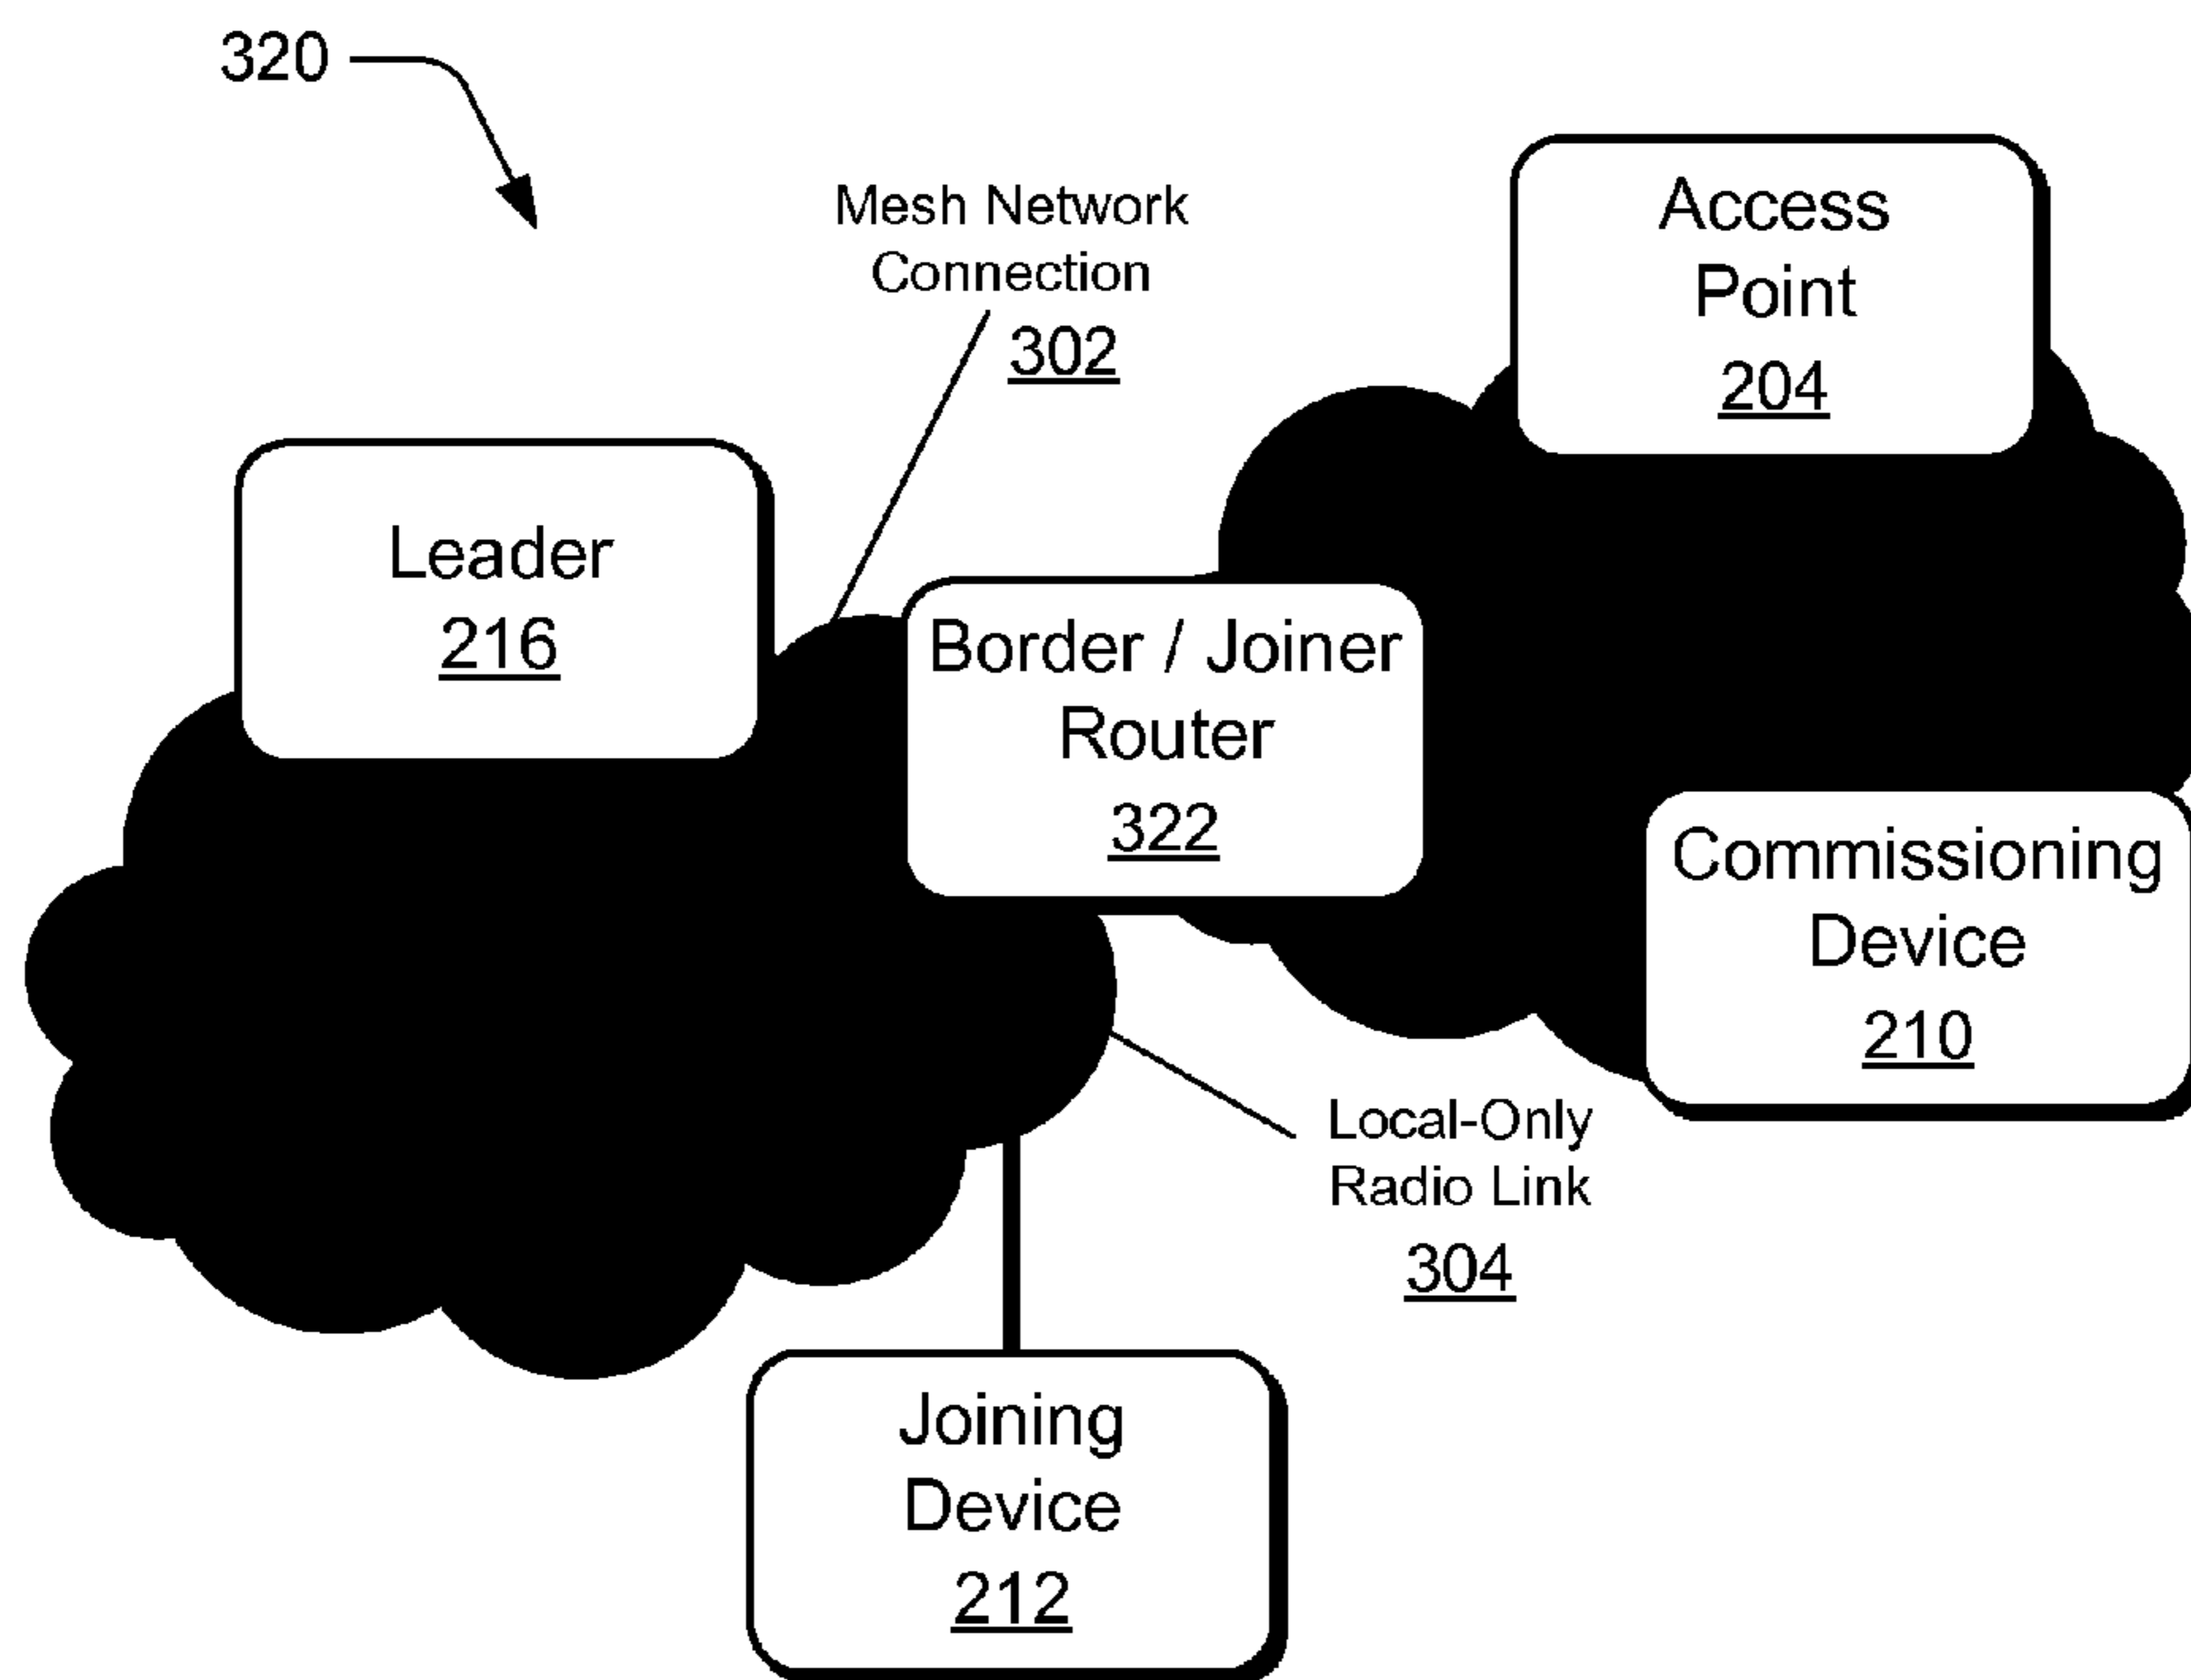 320
Mesh Network
Connection
302
Access
Point
204
Leader
216
Border / Joiner
Router
322
Commissioning
Device
210
Local-Only
Radio Link
304
Joining
Device
212